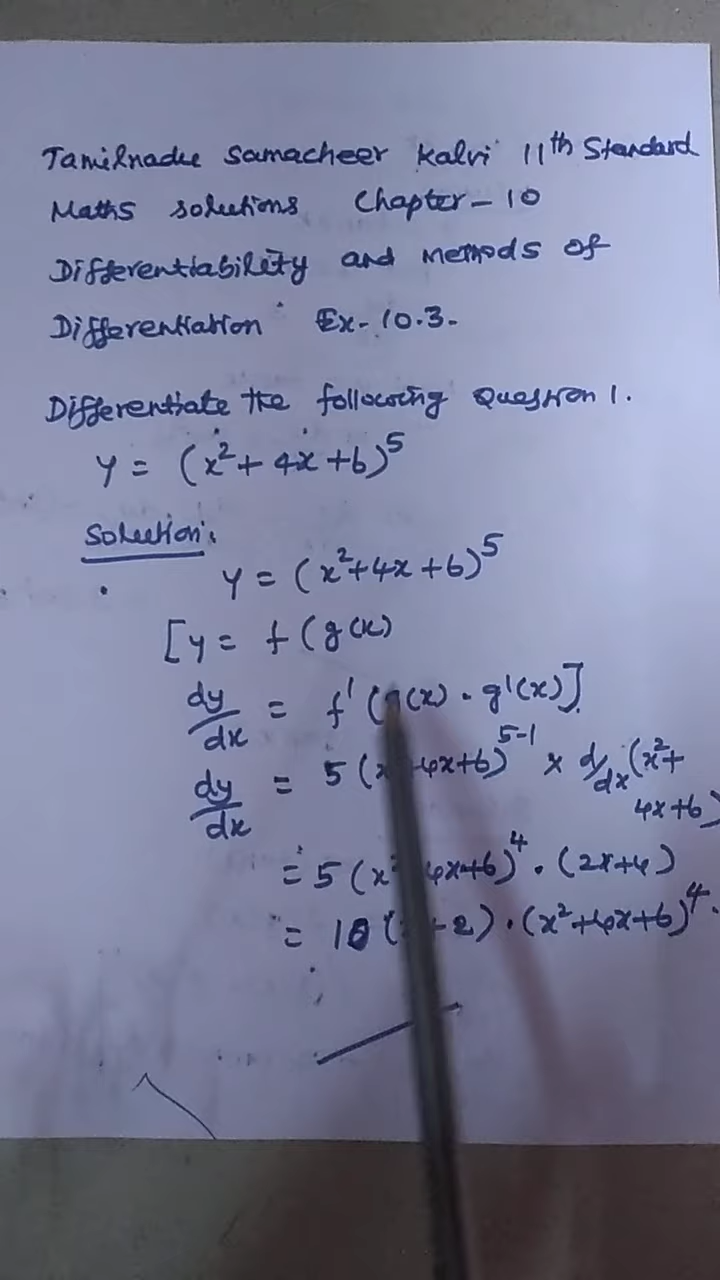 Tamilnadu Samacheer Kalvi 11th Standard
Maths solutions Chapter - 10
Differentiability and methods of
Differentiation Ex- 10.3.
Differentiate the following Question 1.
y = (x² + 4x + 6)⁵
Solution:
y = (x² + 4x + 6)⁵
[y = f(g(x)
dy/dx = f'(g(x) · g'(x)].
dy/dx = 5(x 4x+6)⁵⁻¹ × d/dx (x² +
4x+6)
= 5(x² 4x+6)⁴ · (2x+4)
= 10( 2) · (x²+4x+6)⁴.